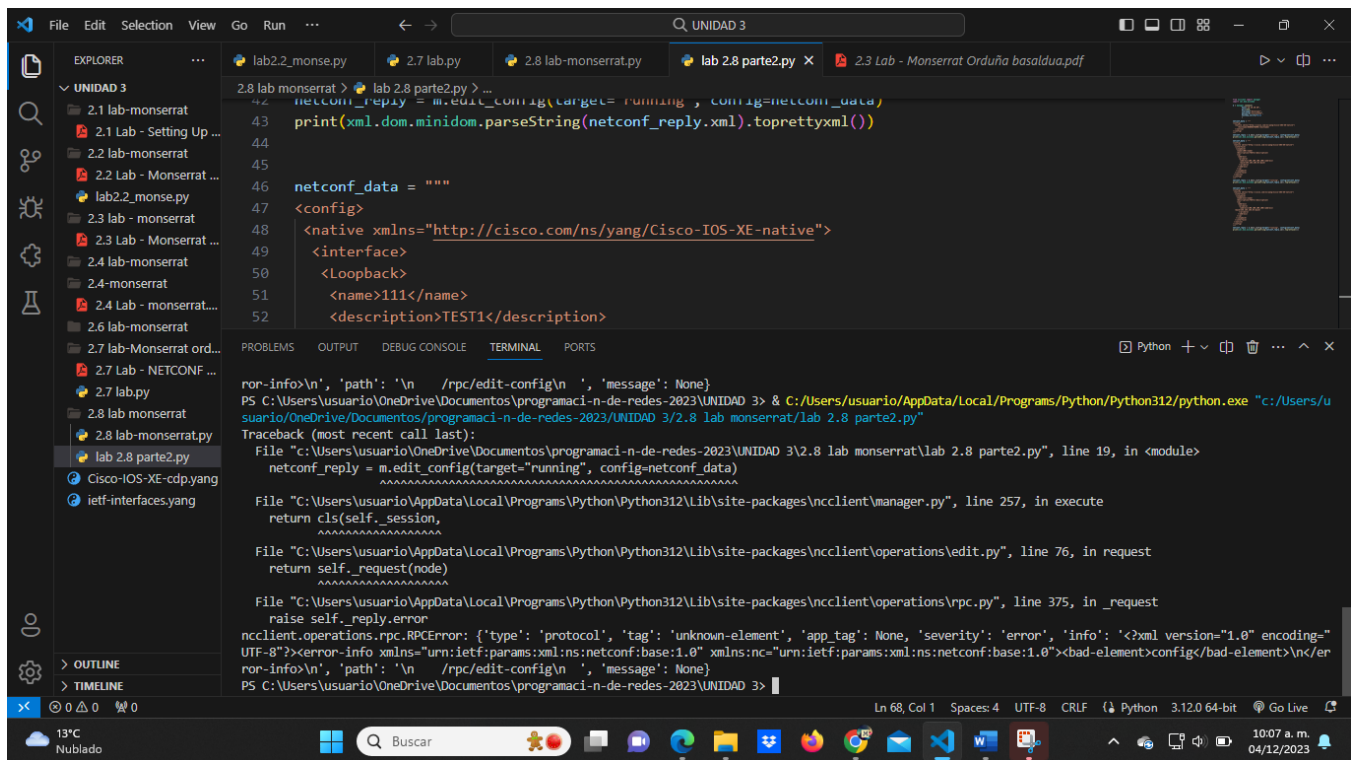 File Edit Selection View Go Run ··· UNIDAD 3
EXPLORER ···
UNIDAD 3
2.1 lab-monserrat
2.1 Lab - Setting Up ...
2.2 lab-monserrat
2.2 Lab - Monserrat ...
lab2.2_monse.py
2.3 lab - monserrat
2.3 Lab - Monserrat ...
2.4 lab-monserrat
2.4-monserrat
2.4 Lab - monserrat....
2.6 lab-monserrat
2.7 lab-Monserrat ord...
2.7 Lab - NETCONF ...
2.7 lab.py
2.8 lab monserrat
2.8 lab-monserrat.py
lab 2.8 parte2.py
Cisco-IOS-XE-cdp.yang
ietf-interfaces.yang
OUTLINE
TIMELINE
lab2.2_monse.py 2.7 lab.py 2.8 lab-monserrat.py lab 2.8 parte2.py 2.3 Lab - Monserrat Orduña basaldua.pdf
2.8 lab monserrat > lab 2.8 parte2.py > ...
42 netconf_reply = m.edit_config(target="running", config=netconf_data)
43 print(xml.dom.minidom.parseString(netconf_reply.xml).toprettyxml())
44
45
46 netconf_data = """
47 <config>
48 <native xmlns="http://cisco.com/ns/yang/Cisco-IOS-XE-native">
49 <interface>
50 <Loopback>
51 <name>111</name>
52 <description>TEST1</description>
PROBLEMS OUTPUT DEBUG CONSOLE TERMINAL PORTS Python
ror-info>\n', 'path': '\n    /rpc/edit-config\n  ', 'message': None}
PS C:\Users\usuario\OneDrive\Documentos\programaci-n-de-redes-2023\UNIDAD 3> & C:/Users/usuario/AppData/Local/Programs/Python/Python312/python.exe "c:/Users/u
suario/OneDrive/Documentos/programaci-n-de-redes-2023/UNIDAD 3/2.8 lab monserrat/lab 2.8 parte2.py"
Traceback (most recent call last):
File "c:\Users\usuario\OneDrive\Documentos\programaci-n-de-redes-2023\UNIDAD 3\2.8 lab monserrat\lab 2.8 parte2.py", line 19, in <module>
netconf_reply = m.edit_config(target="running", config=netconf_data)
^^^^^^^^^^^^^^^^^^^^^^^^^^^^^^^^^^^^^^^^^^^^^^^^^^^^
File "C:\Users\usuario\AppData\Local\Programs\Python\Python312\Lib\site-packages\ncclient\manager.py", line 257, in execute
return cls(self._session,
^^^^^^^^^^^^^^^^^^
File "C:\Users\usuario\AppData\Local\Programs\Python\Python312\Lib\site-packages\ncclient\operations\edit.py", line 76, in request
return self._request(node)
^^^^^^^^^^^^^^^^^^^
File "C:\Users\usuario\AppData\Local\Programs\Python\Python312\Lib\site-packages\ncclient\operations\rpc.py", line 375, in _request
raise self._reply.error
ncclient.operations.rpc.RPCError: {'type': 'protocol', 'tag': 'unknown-element', 'app_tag': None, 'severity': 'error', 'info': '<?xml version="1.0" encoding="
UTF-8"?><error-info xmlns="urn:ietf:params:xml:ns:netconf:base:1.0" xmlns:nc="urn:ietf:params:xml:ns:netconf:base:1.0"><bad-element>config</bad-element>\n</er
ror-info>\n', 'path': '\n    /rpc/edit-config\n  ', 'message': None}
PS C:\Users\usuario\OneDrive\Documentos\programaci-n-de-redes-2023\UNIDAD 3>
0 0 0 Ln 68, Col 1 Spaces: 4 UTF-8 CRLF Python 3.12.0 64-bit Go Live
13°C
Nublado
Buscar
10:07 a. m.
04/12/2023